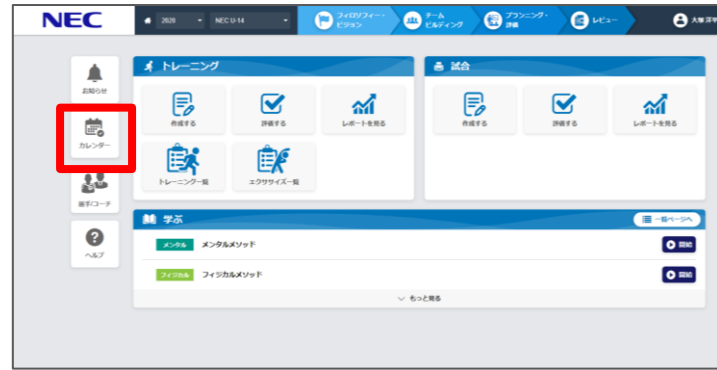 NEC
2020
NEC U-14
フィロソフィー・
ビジョン
チーム
ビルディング
プランニング・
評価
レビュー
大塚 洋平
お知らせ
カレンダー
選手/コーチ
ヘルプ
トレーニング
作成する
評価する
レポートを見る
トレーニング一覧
エクササイズ一覧
試合
作成する
評価する
レポートを見る
学ぶ
一覧ページへ
メンタル メンタルメソッド
開始
フィジカル フィジカルメソッド
開始
もっと見る